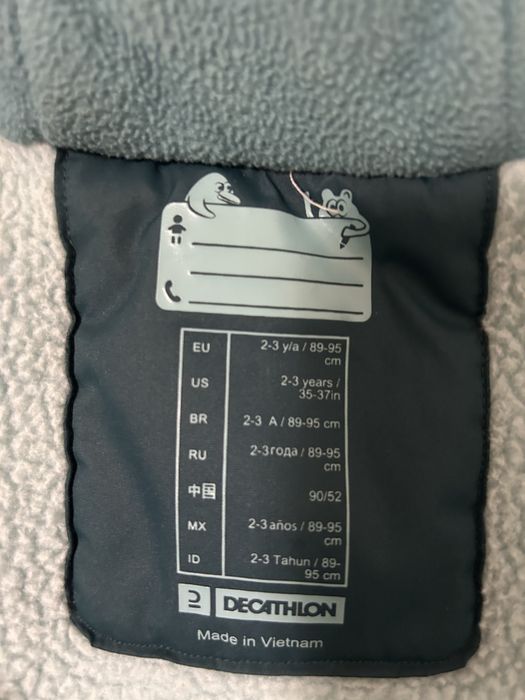 EU 2-3 y/a / 89-95
cm
US 2-3 years /
35-37in
BR 2-3 A / 89-95 cm
RU 2-3года / 89-95
cm
中国 90/52
MX 2-3 años / 89-95
cm
ID 2-3 Tahun / 89-
95 cm
DECATHLON
Made in Vietnam